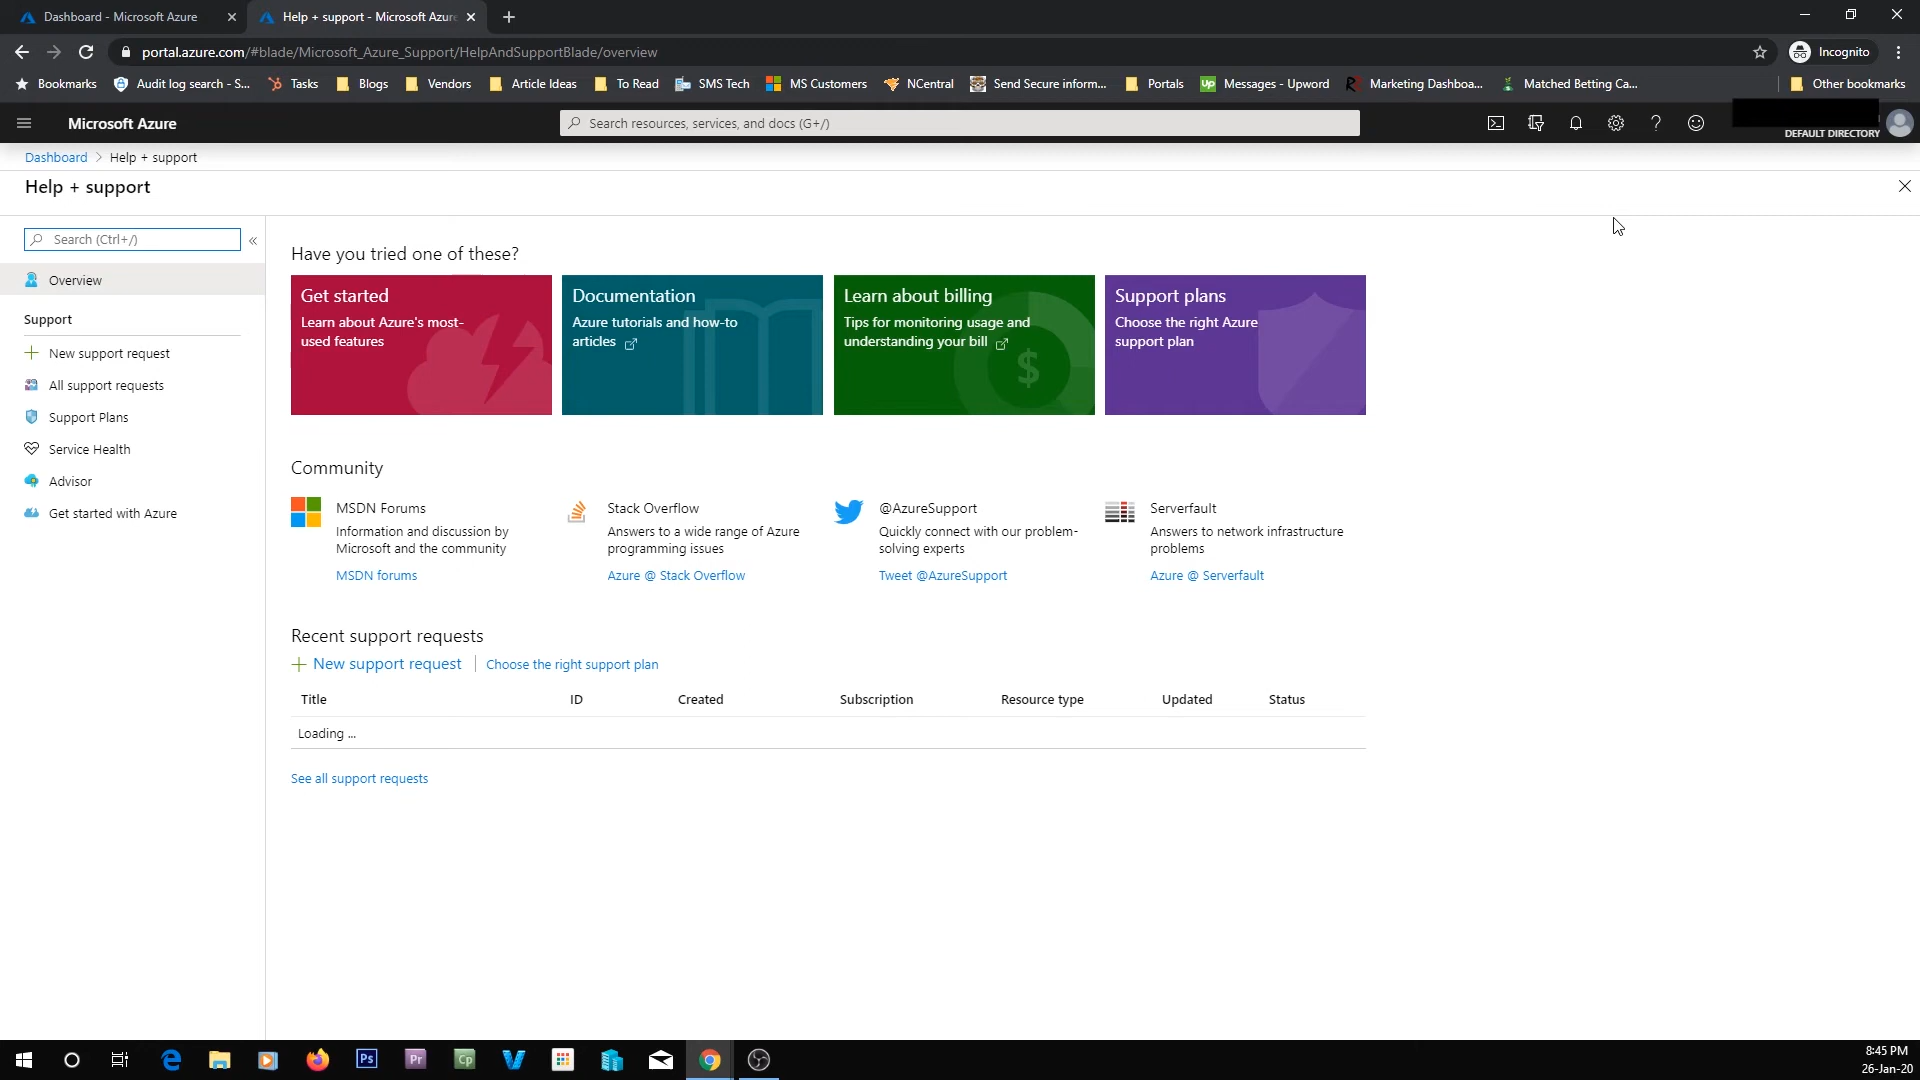 Dashboard - Microsoft Azure
Help + support - Microsoft Azure
portal.azure.com/#blade/Microsoft_Azure_Support/HelpAndSupportBlade/overview
Incognito
Bookmarks
Audit log search - S...
Tasks
Blogs
Vendors
Article Ideas
To Read
SMS Tech
MS Customers
NCentral
Send Secure inform...
Portals
Up
Messages - Upword
Marketing Dashboa...
Matched Betting Ca...
Other bookmarks
Microsoft Azure
Search resources, services, and docs (G+/)
DEFAULT DIRECTORY
Dashboard > Help + support
Help + support
Search (Ctrl+/)
Overview
Support
New support request
All support requests
Support Plans
Service Health
Advisor
Get started with Azure
Have you tried one of these?
Get started
Learn about Azure's most-
used features
Documentation
Azure tutorials and how-to
articles
Learn about billing
Tips for monitoring usage and
understanding your bill
$
Support plans
Choose the right Azure
support plan
Community
MSDN Forums
Information and discussion by
Microsoft and the community
MSDN forums
Stack Overflow
Answers to a wide range of Azure
programming issues
Azure @ Stack Overflow
@AzureSupport
Quickly connect with our problem-
solving experts
Tweet @AzureSupport
Serverfault
Answers to network infrastructure
problems
Azure @ Serverfault
Recent support requests
New support request
Choose the right support plan
Title ID Created Subscription Resource type Updated Status
Loading ...
See all support requests
Ps
Pr
Cp
8:45 PM
26-Jan-20